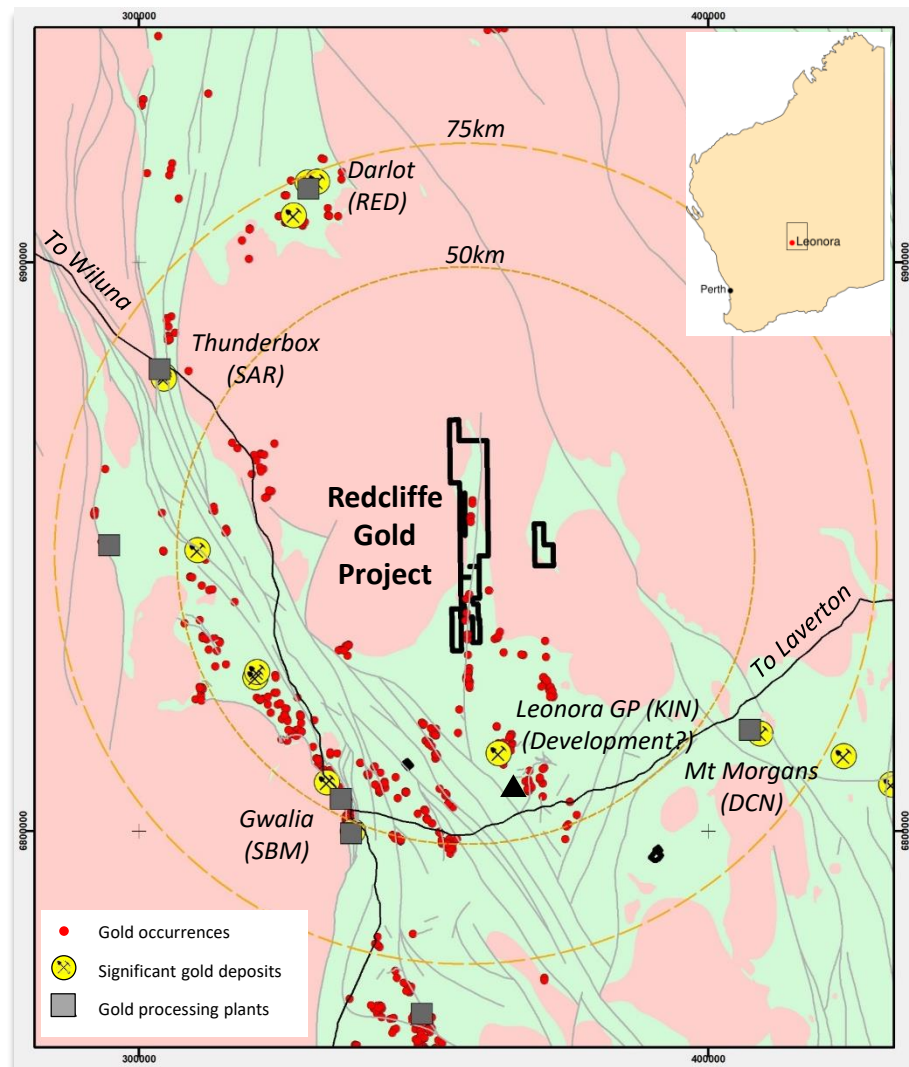 300000
400000
75km
Darlot
(RED)
To Wiluna
50km
Leonora
Perth
6900000
6900000
Thunderbox
(SAR)
Redcliffe
Gold
Project
To Laverton
Leonora GP (KIN)
(Development?)
Mt Morgans
(DCN)
Gwalia
(SBM)
6800000
6800000
Gold occurrences
Significant gold deposits
Gold processing plants
300000
400000